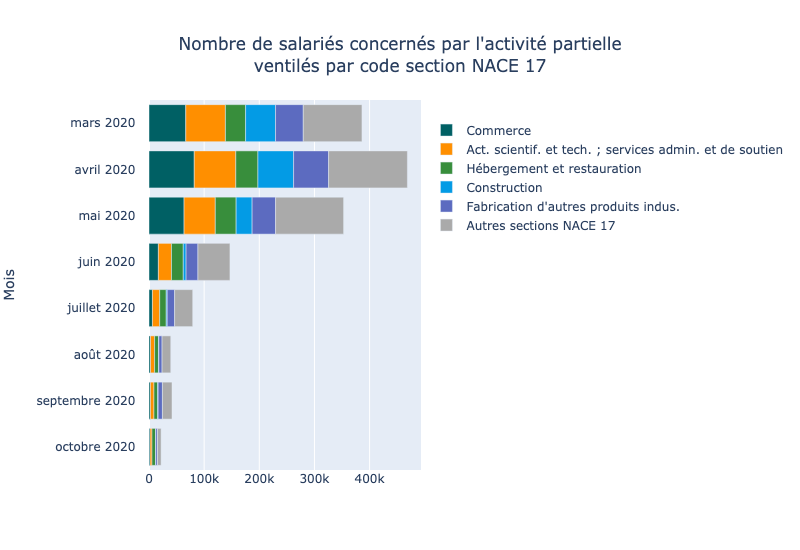 Nombre de salariés concernés par l'activité partielle
ventilés par code section NACE 17
Mois
mars 2020
avril 2020
mai 2020
juin 2020
juillet 2020
août 2020
septembre 2020
octobre 2020
0
100k
200k
300k
400k
Commerce
Act. scientif. et tech. ; services admin. et de soutien
Hébergement et restauration
Construction
Fabrication d'autres produits indus.
Autres sections NACE 17